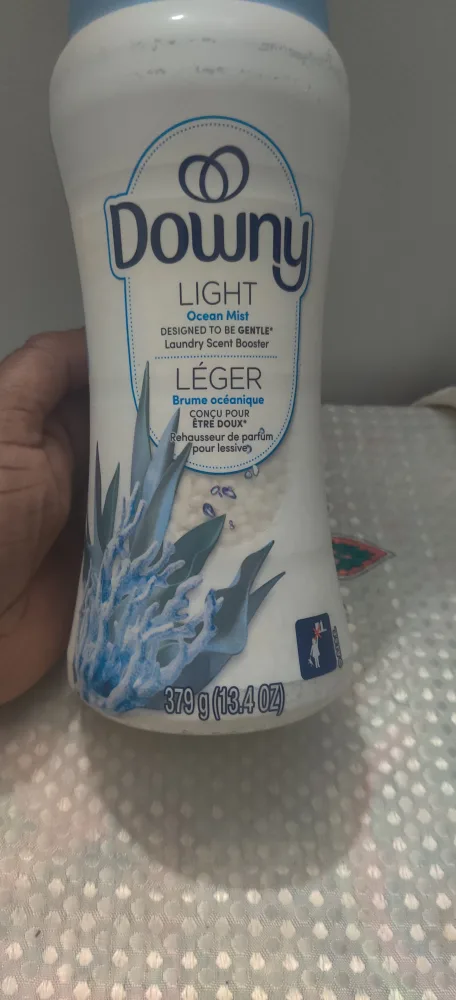 Downy
LIGHT
Ocean Mist
DESIGNED TO BE GENTLE*
Laundry Scent Booster
LÉGER
Brume océanique
CONÇU POUR
ÊTRE DOUX*
Rehausseur de parfum
pour lessive
379 g (13.4 OZ)